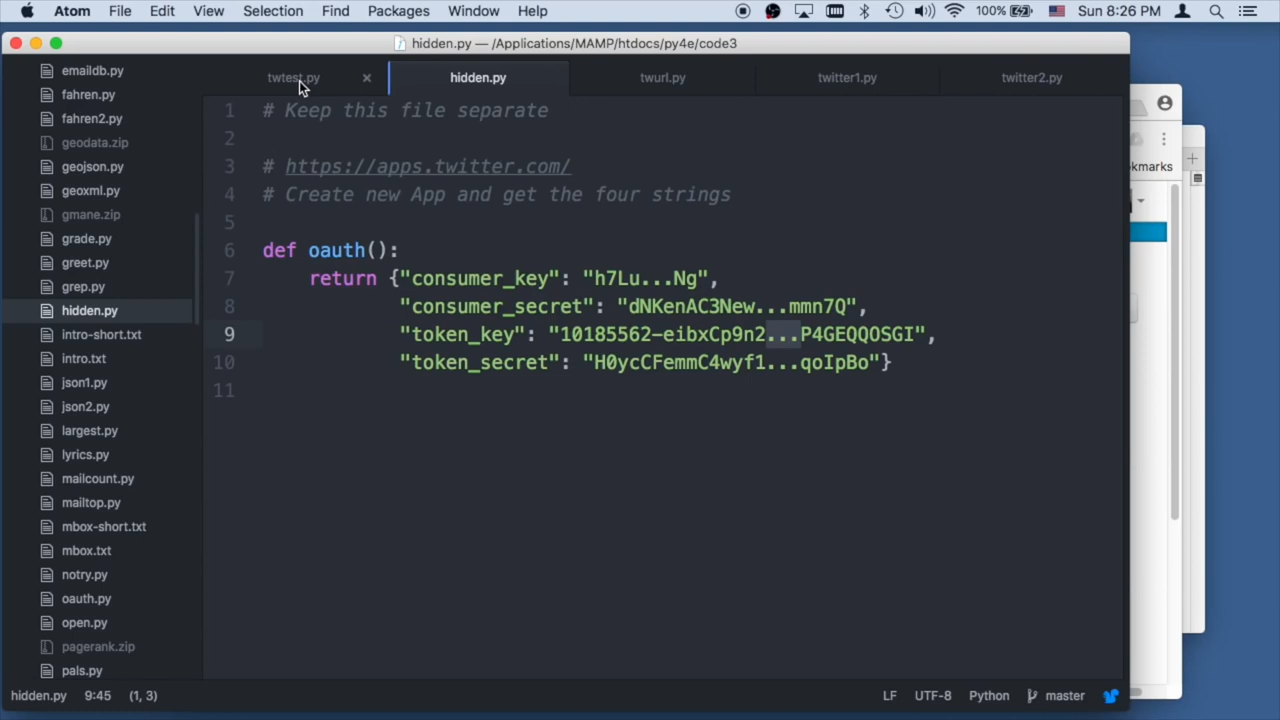 Atom File Edit View Selection Find Packages Window Help 100% Sun 8:26 PM
hidden.py — /Applications/MAMP/htdocs/py4e/code3
twtest.py hidden.py twurl.py twitter1.py twitter2.py
emaildb.py
fahren.py
fahren2.py
geodata.zip
geojson.py
geoxml.py
gmane.zip
grade.py
greet.py
grep.py
hidden.py
intro-short.txt
intro.txt
json1.py
json2.py
largest.py
lyrics.py
mailcount.py
mailtop.py
mbox-short.txt
mbox.txt
notry.py
oauth.py
open.py
pagerank.zip
pals.py
1 # Keep this file separate
2
3 # https://apps.twitter.com/
4 # Create new App and get the four strings
5
6 def oauth():
7 return {"consumer_key": "h7Lu...Ng",
8 "consumer_secret": "dNKenAC3New...mmn7Q",
9 "token_key": "10185562-eibxCp9n2...P4GEQQOSGI",
10 "token_secret": "H0ycCFemmC4wyf1...qoIpBo"}
11
kmarks
hidden.py 9:45 (1, 3) LF UTF-8 Python master